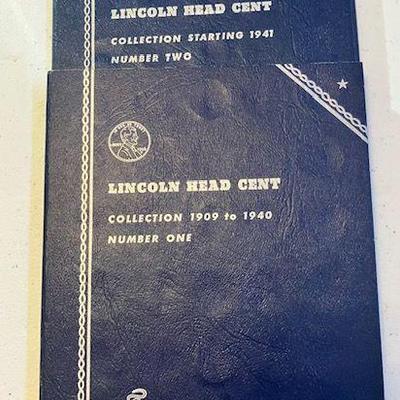 LINCOLN HEAD CENT
COLLECTION STARTING 1941
NUMBER TWO
LINCOLN HEAD CENT
COLLECTION 1909 to 1940
NUMBER ONE